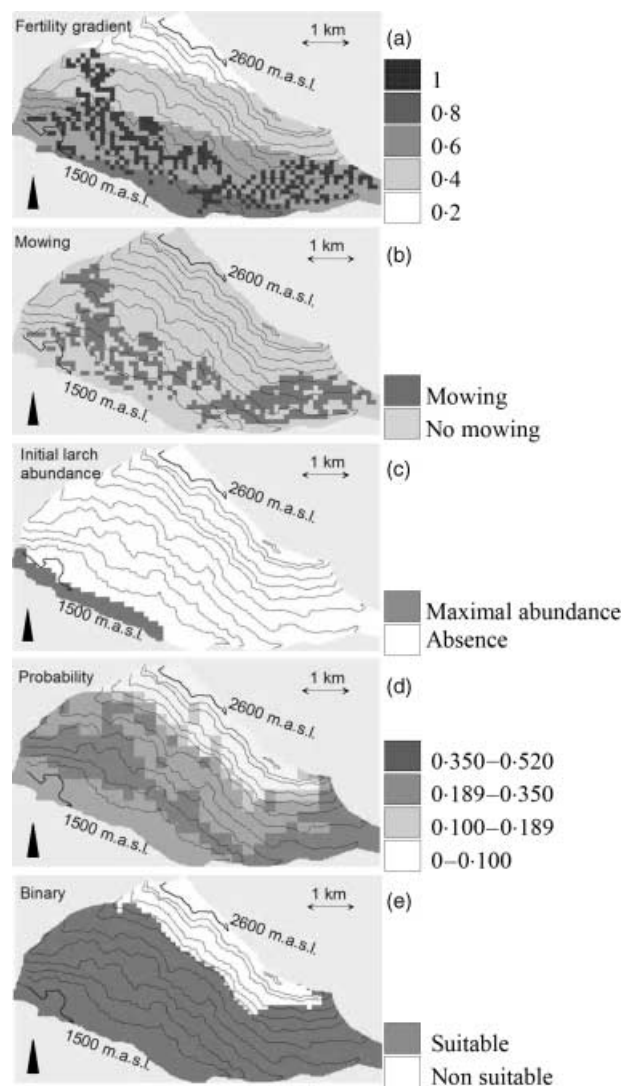 Fertility gradient
1 km
(a)
2600 m.a.s.l.
1500 m.a.s.l.
1
0·8
0·6
0·4
0·2
Mowing
1 km
(b)
2600 m.a.s.l.
1500 m.a.s.l.
Mowing
No mowing
Initial larch
abundance
1 km
(c)
2600 m.a.s.l.
1500 m.a.s.l.
Maximal abundance
Absence
Probability
1 km
(d)
2600 m.a.s.l.
1500 m.a.s.l.
0·350–0·520
0·189–0·350
0·100–0·189
0–0·100
Binary
1 km
(e)
2600 m.a.s.l.
1500 m.a.s.l.
Suitable
Non suitable